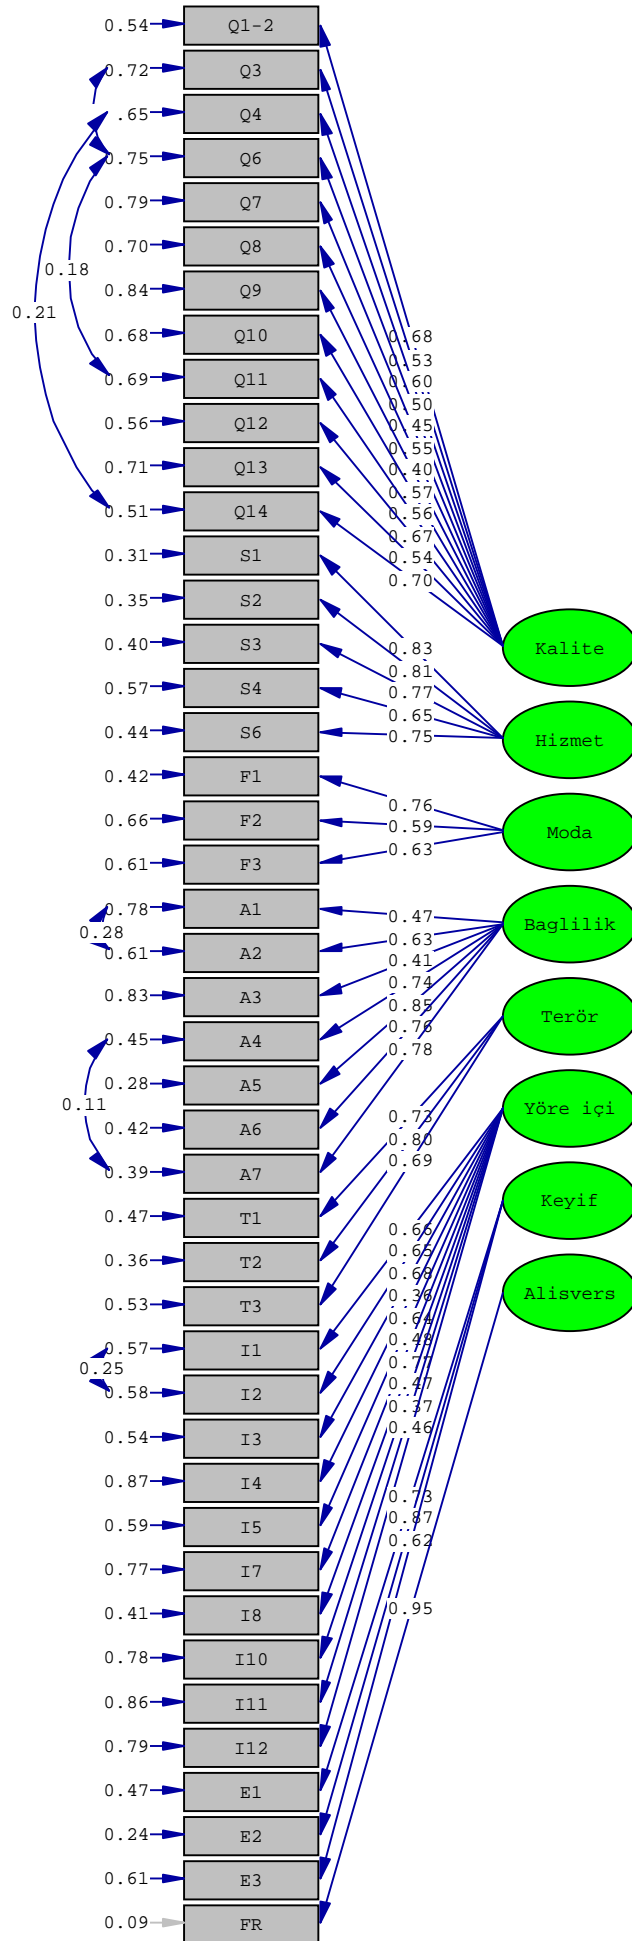 0.54 Q1-2
0.72 Q3
.65 Q4
0.75 Q6
0.79 Q7
0.70 Q8
0.18
0.84 Q9
0.21
0.68 Q10
0.68
0.53
0.69 Q11
0.60
0.50
0.56 Q12
0.45
0.55
0.71 Q13
0.40
0.57
0.51 Q14
0.56
0.67
0.31 S1
0.54
0.70
0.35 S2
0.40 S3
0.83
Kalite
0.81
0.57 S4
0.77
0.65
0.44 S6
0.75
Hizmet
0.42 F1
0.76
0.66 F2
0.59
Moda
0.63
0.61 F3
0.78 A1
0.47
Baglilik
0.28
0.63
0.61 A2
0.41
0.74
0.83 A3
0.85
Terör
0.76
0.45 A4
0.78
0.28 A5
0.11
Yöre içi
0.73
0.42 A6
0.80
0.69
0.39 A7
Keyif
0.47 T1
0.66
0.65
0.36 T2
0.68
Alisvers
0.36
0.53 T3
0.64
0.48
0.57 I1
0.77
0.25
0.47
0.58 I2
0.37
0.46
0.54 I3
0.87 I4
0.73
0.87
0.59 I5
0.62
0.77 I7
0.95
0.41 I8
0.78 I10
0.86 I11
0.79 I12
0.47 E1
0.24 E2
0.61 E3
0.09 FR